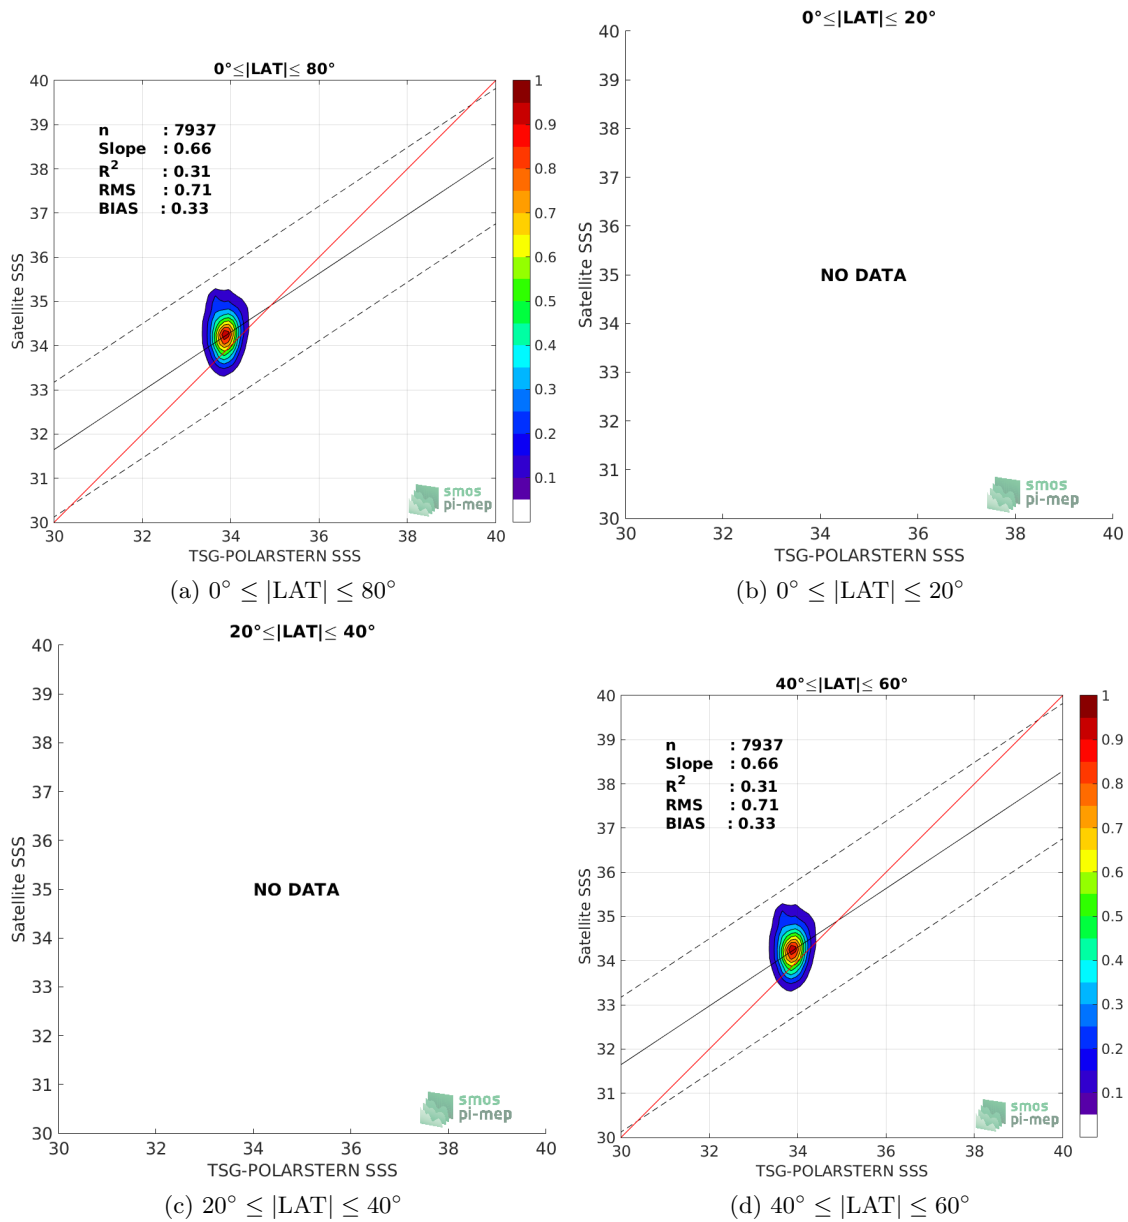 0°≤|LAT|≤ 80°
40
39
38
37
36
35
34
33
32
31
30
n : 7937
Slope : 0.66
R² : 0.31
RMS : 0.71
BIAS : 0.33
Satellite SSS
30 32 34 36 38 40
TSG-POLARSTERN SSS
smos
pi-mep
1
0.9
0.8
0.7
0.6
0.5
0.4
0.3
0.2
0.1
(a) 0° ≤ |LAT| ≤ 80°
0°≤|LAT|≤ 20°
40
39
38
37
36
35
34
33
32
31
30
Satellite SSS
NO DATA
smos
pi-mep
30 32 34 36 38 40
TSG-POLARSTERN SSS
(b) 0° ≤ |LAT| ≤ 20°
20°≤|LAT|≤ 40°
40
39
38
37
36
35
34
33
32
31
30
Satellite SSS
NO DATA
smos
pi-mep
30 32 34 36 38 40
TSG-POLARSTERN SSS
(c) 20° ≤ |LAT| ≤ 40°
40°≤|LAT|≤ 60°
40
39
38
37
36
35
34
33
32
31
30
n : 7937
Slope : 0.66
R² : 0.31
RMS : 0.71
BIAS : 0.33
Satellite SSS
30 32 34 36 38 40
TSG-POLARSTERN SSS
smos
pi-mep
1
0.9
0.8
0.7
0.6
0.5
0.4
0.3
0.2
0.1
(d) 40° ≤ |LAT| ≤ 60°